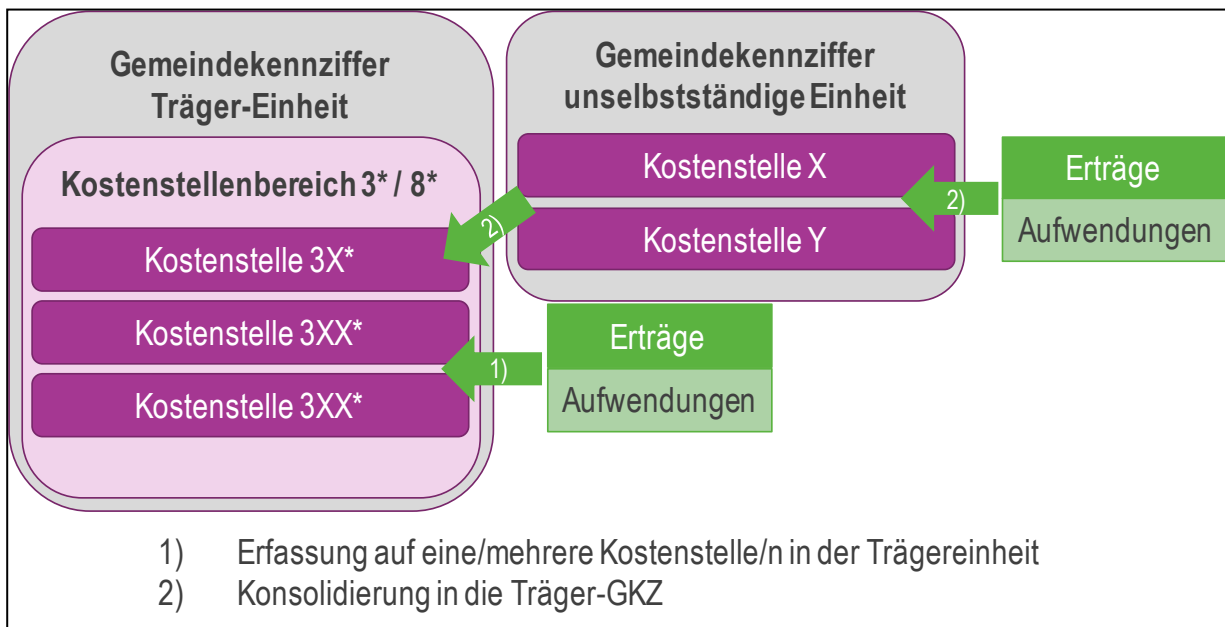 Gemeindekennziffer
Träger-Einheit
Kostenstellenbereich 3* / 8*
Kostenstelle 3X*
Kostenstelle 3XX*
Kostenstelle 3XX*
Gemeindekennziffer
unselbstständige Einheit
Kostenstelle X
Kostenstelle Y
2)
2)
Erträge
Aufwendungen
1)
Erträge
Aufwendungen
1) Erfassung auf eine/mehrere Kostenstelle/n in der Trägereinheit
2) Konsolidierung in die Träger-GKZ